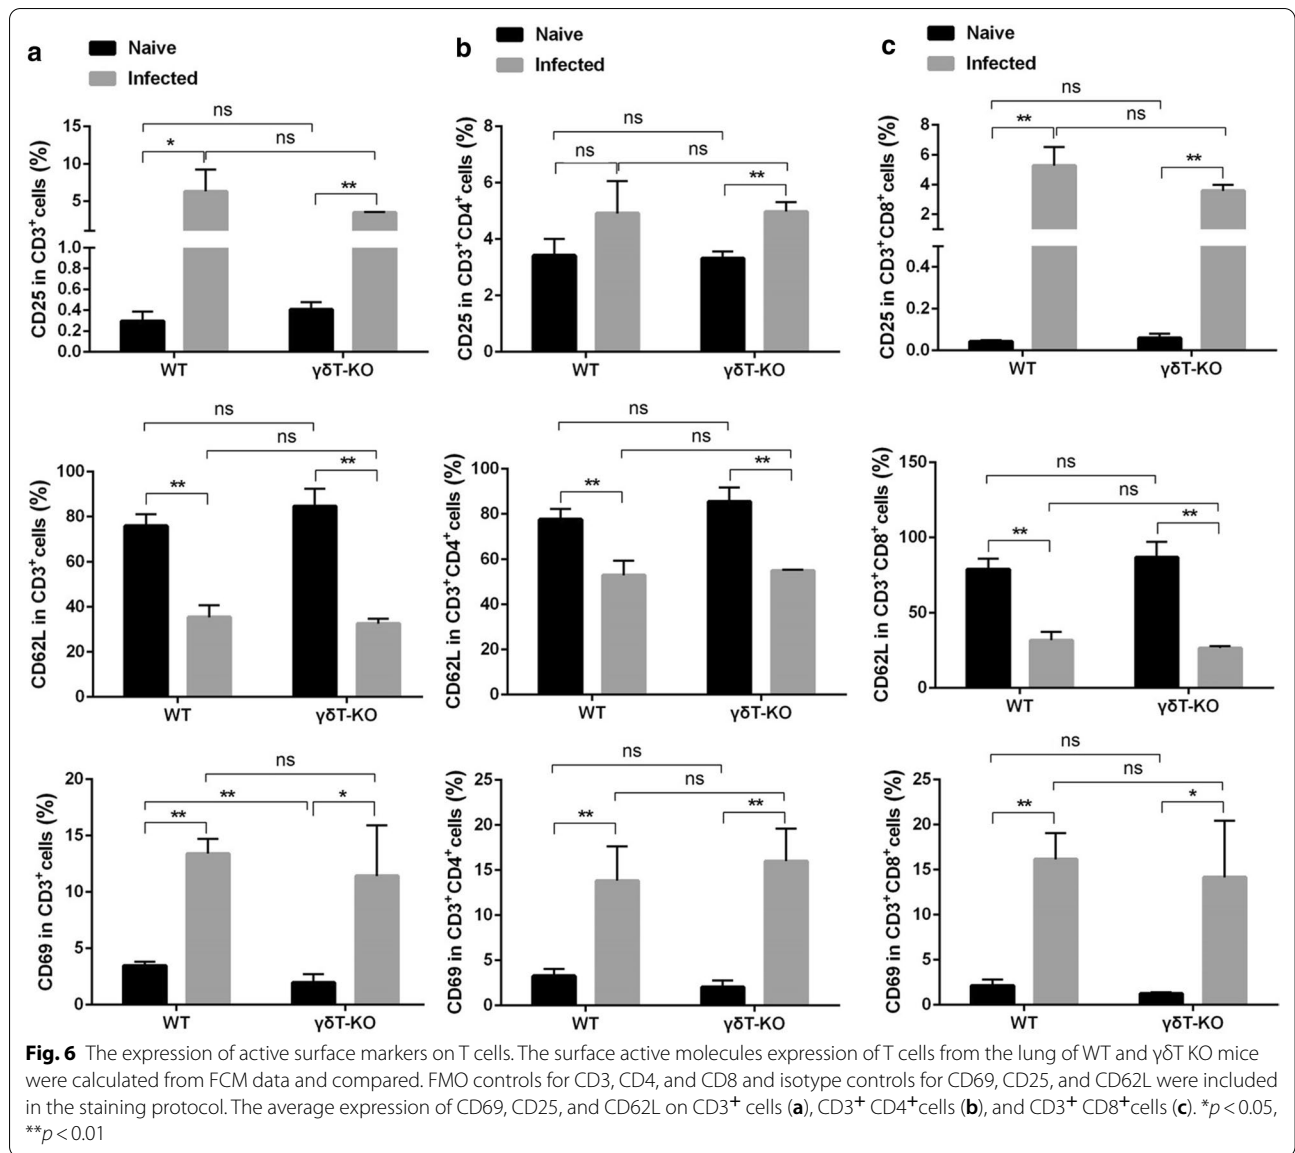 a
Naive
Infected
CD25 in CD3+cells (%)
15
10
5
1.0
0.8
0.6
0.4
0.2
0.0
ns
*
ns
**
WT
γδT-KO
b
Naive
Infected
CD25 in CD3+CD4+cells (%)
8
6
4
2
0
ns
ns
ns
**
WT
γδT-KO
c
Naive
Infected
CD25 in CD3+CD8+cells (%)
8
6
4
2
0.4
0.2
0.0
ns
**
ns
**
WT
γδT-KO
CD62L in CD3+cells (%)
100
80
60
40
20
0
ns
ns
**
**
WT
γδT-KO
CD62L in CD3+CD4+cells (%)
100
80
60
40
20
0
ns
ns
**
**
WT
γδT-KO
CD62L in CD3+CD8+cells (%)
150
100
50
0
ns
ns
**
**
WT
γδT-KO
CD69 in CD3+cells (%)
20
15
10
5
0
ns
**
*
**
WT
γδT-KO
CD69 in CD3+CD4+cells (%)
25
20
15
10
5
0
ns
ns
**
**
WT
γδT-KO
CD69 in CD3+CD8+cells (%)
25
20
15
10
5
0
ns
ns
**
*
WT
γδT-KO
Fig. 6 The expression of active surface markers on T cells. The surface active molecules expression of T cells from the lung of WT and γδT KO mice
were calculated from FCM data and compared. FMO controls for CD3, CD4, and CD8 and isotype controls for CD69, CD25, and CD62L were included
in the staining protocol. The average expression of CD69, CD25, and CD62L on CD3+ cells (a), CD3+ CD4+cells (b), and CD3+ CD8+cells (c). *p < 0.05,
**p < 0.01